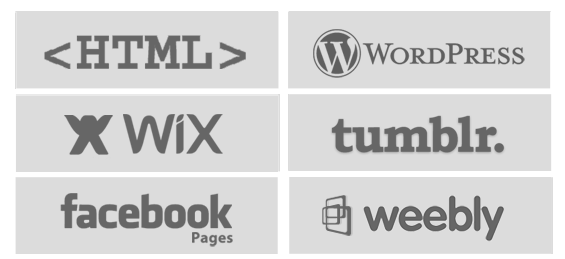 <HTML>
WORDPRESS
WiX
tumblr.
facebook
Pages
weebly